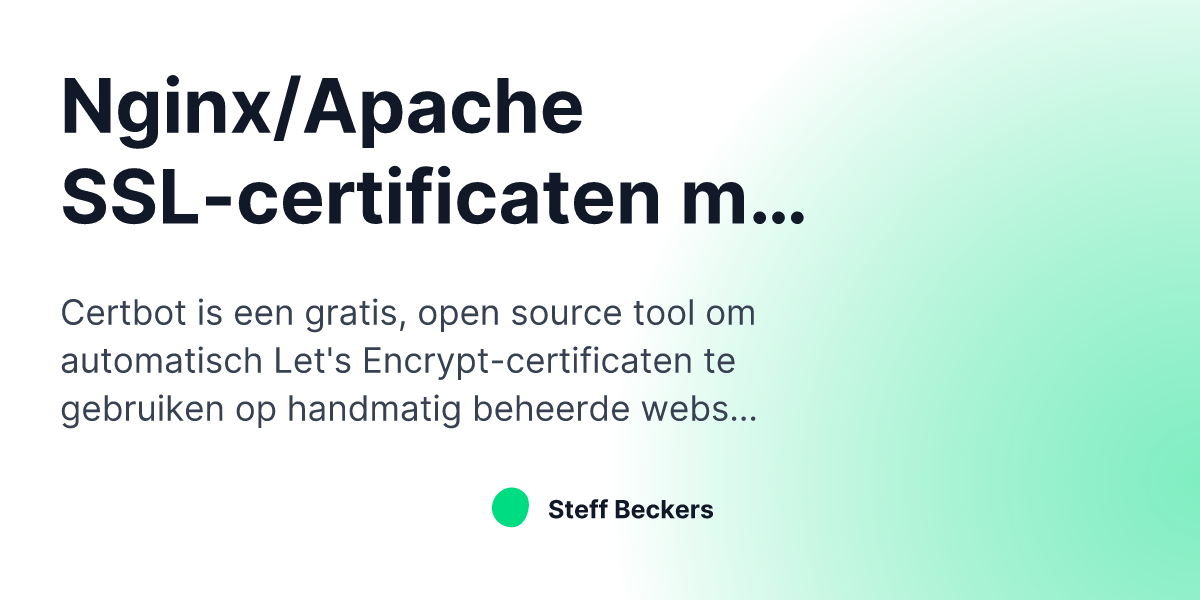 Nginx/Apache
SSL-certificaten m...
Certbot is een gratis, open source tool om
automatisch Let's Encrypt-certificaten te
gebruiken op handmatig beheerde webs...
Steff Beckers